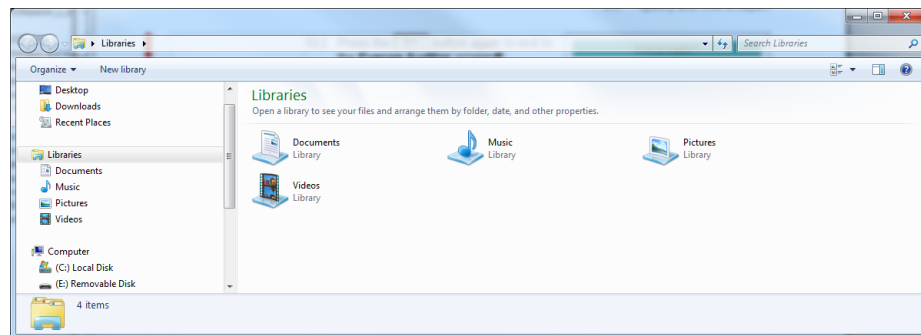 Libraries
Search Libraries
Organize
New library
Desktop
Downloads
Recent Places
Libraries
Documents
Music
Pictures
Videos
Computer
(C:) Local Disk
(E:) Removable Disk
Libraries
Open a library to see your files and arrange them by folder, date, and other properties.
Documents
Library
Music
Library
Pictures
Library
Videos
Library
4 items